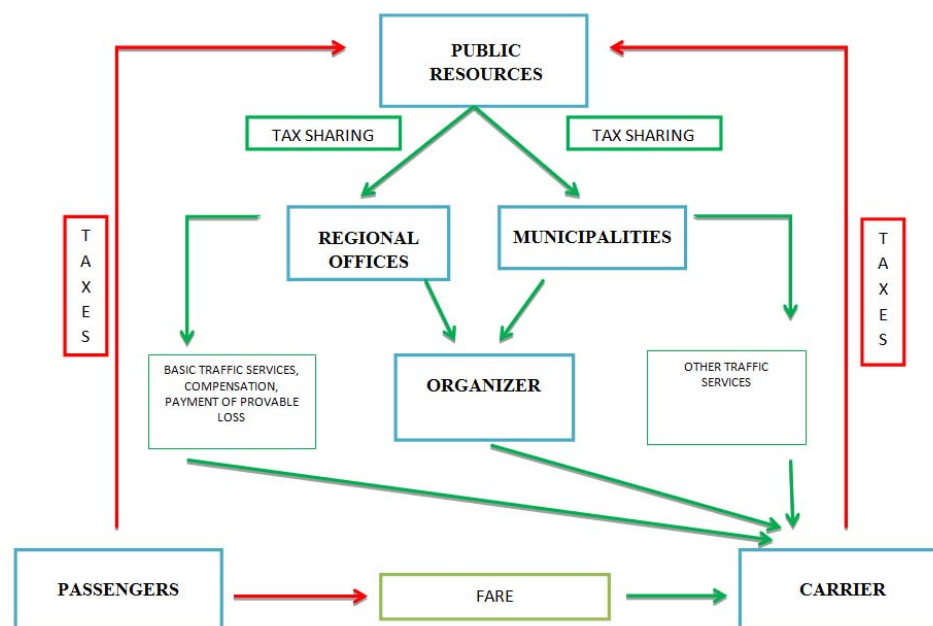 PUBLIC
RESOURCES
TAX SHARING
TAX SHARING
T
A
X
E
S
REGIONAL
OFFICES
MUNICIPALITIES
T
A
X
E
S
BASIC TRAFFIC SERVICES,
COMPENSATION,
PAYMENT OF PROVABLE
LOSS
ORGANIZER
OTHER TRAFFIC
SERVICES
PASSENGERS
FARE
CARRIER